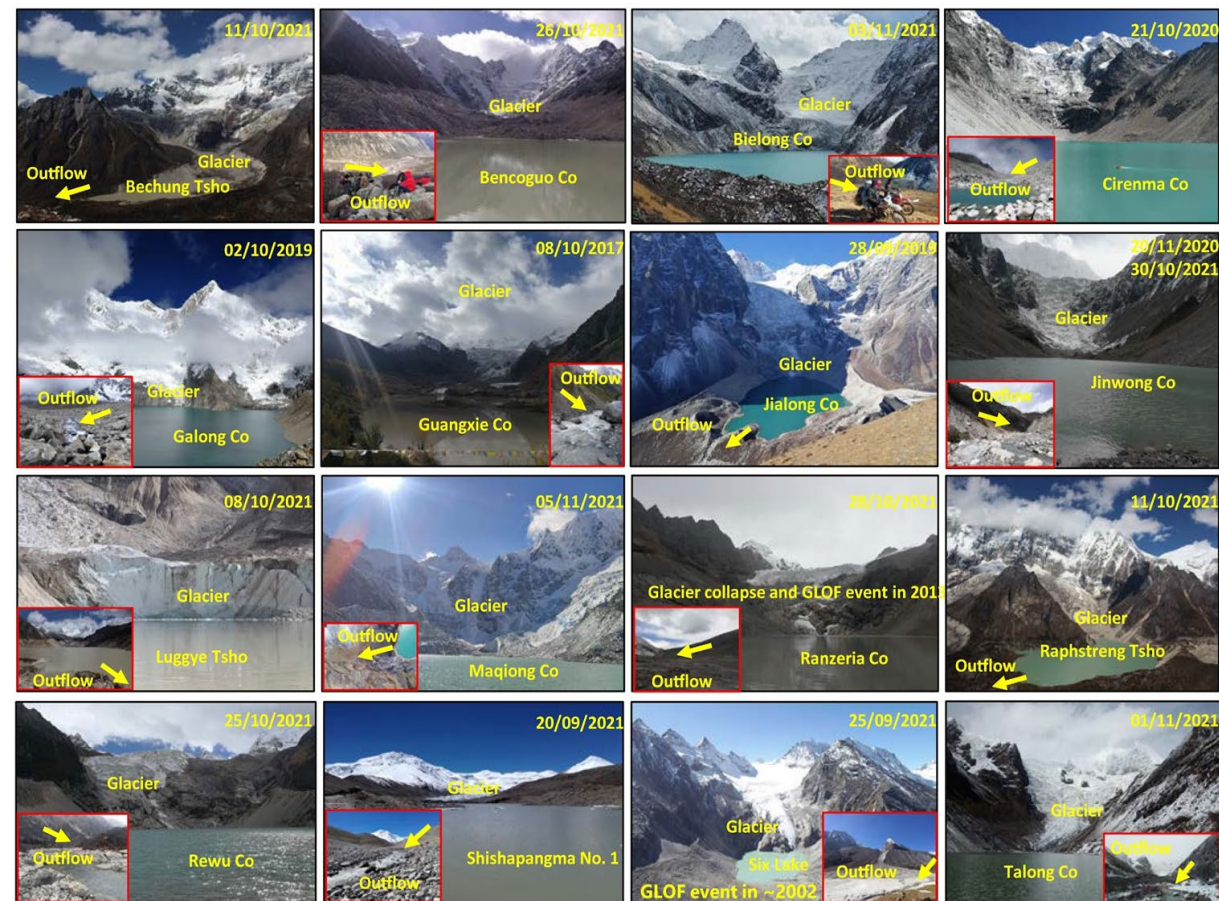 11/10/2021
Glacier
Outflow
Bechung Tsho
26/10/2021
Glacier
Outflow
Bencoguo Co
03/11/2021
Glacier
Bielong Co
Outflow
21/10/2020
Outflow
Cirenma Co
02/10/2019
Glacier
Outflow
Galong Co
08/10/2017
Glacier
Outflow
Guangxie Co
28/09/2019
Glacier
Jialong Co
Outflow
20/11/2020
30/10/2021
Glacier
Jinwong Co
Outflow
08/10/2021
Glacier
Luggye Tsho
Outflow
05/11/2021
Glacier
Outflow
Maqiong Co
28/10/2021
Glacier collapse and GLOF event in
Ranzeria Co
Outflow
11/10/2021
Glacier
Raphstreng Tsho
Outflow
25/10/2021
Glacier
Outflow
Rewu Co
20/09/2021
Glacier
Shishapangma No. 1
Outflow
25/09/2021
Glacier
Six Lake
Outflow
GLOF event in ~2002
01/11/2021
Glacier
Outflow
Talong Co